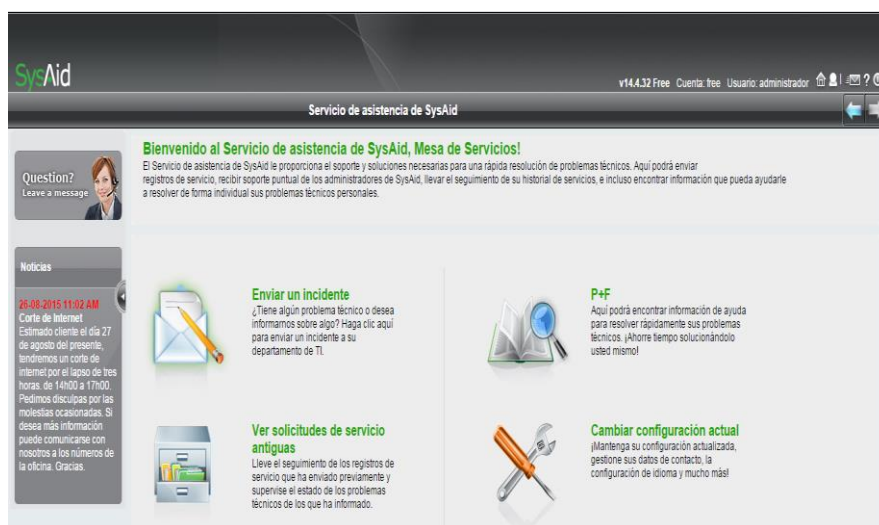 SysAid
v14.4.32 Free Cuenta: free Usuario: administrador
Servicio de asistencia de SysAid
Question?
Leave a message
Bienvenido al Servicio de asistencia de SysAid, Mesa de Servicios!
El Servicio de asistencia de SysAid le proporciona el soporte y soluciones necesarias para una rápida resolución de problemas técnicos. Aquí podrá enviar
registros de servicio, recibir soporte puntual de los administradores de SysAid, llevar el seguimiento de su historial de servicios, e incluso encontrar información que pueda ayudarle
a resolver de forma individual sus problemas técnicos personales.
Noticias
26-08-2015 11:02 AM
Corte de Internet
Estimado cliente el día 27
de agosto del presente,
tendremos un corte de
internet por el lapso de tres
horas. de 14h00 a 17h00.
Pedimos disculpas por las
molestias ocasionadas. Si
desea más información
puede comunicarse con
nosotros a los números de
la oficina. Gracias.
Enviar un incidente
¿Tiene algún problema técnico o desea
informarnos sobre algo? Haga clic aquí
para enviar un incidente a su
departamento de TI.
P+F
Aquí podrá encontrar información de ayuda
para resolver rápidamente sus problemas
técnicos. ¡Ahorre tiempo solucionándolo
usted mismo!
Ver solicitudes de servicio
antiguas
Lleve el seguimiento de los registros de
servicio que ha enviado previamente y
supervise el estado de los problemas
técnicos de los que ha informado.
Cambiar configuración actual
¡Mantenga su configuración actualizada,
gestione sus datos de contacto, la
configuración de idioma y mucho más!